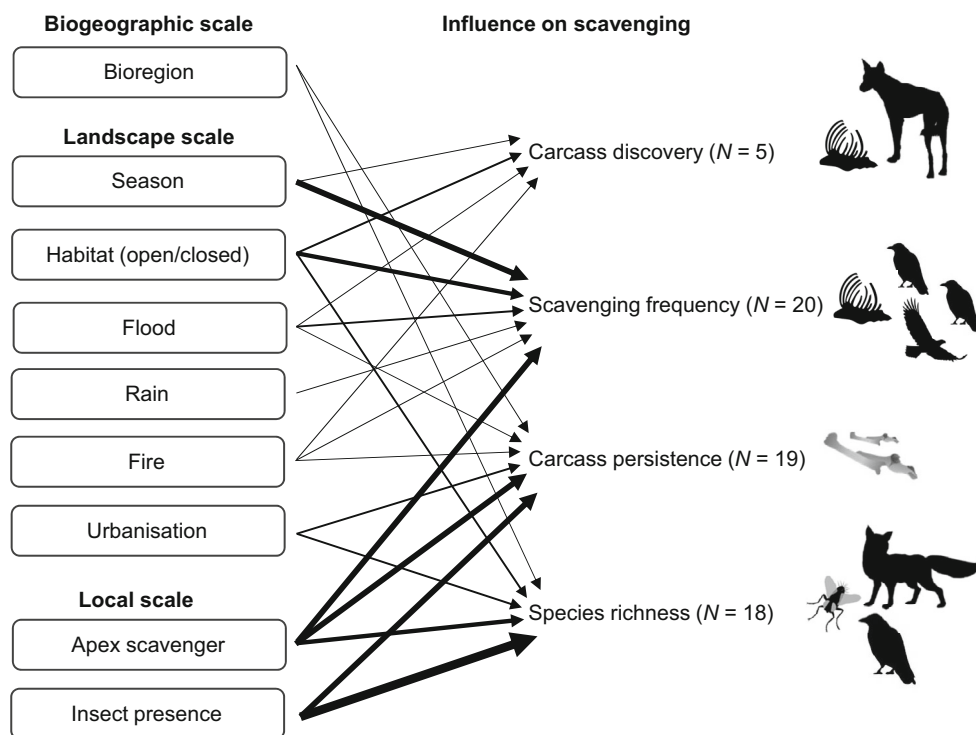 Biogeographic scale
Influence on scavenging
Bioregion
Landscape scale
Season
Habitat (open/closed)
Flood
Rain
Fire
Urbanisation
Local scale
Apex scavenger
Insect presence
Carcass discovery (N = 5)
Scavenging frequency (N = 20)
Carcass persistence (N = 19)
Species richness (N = 18)